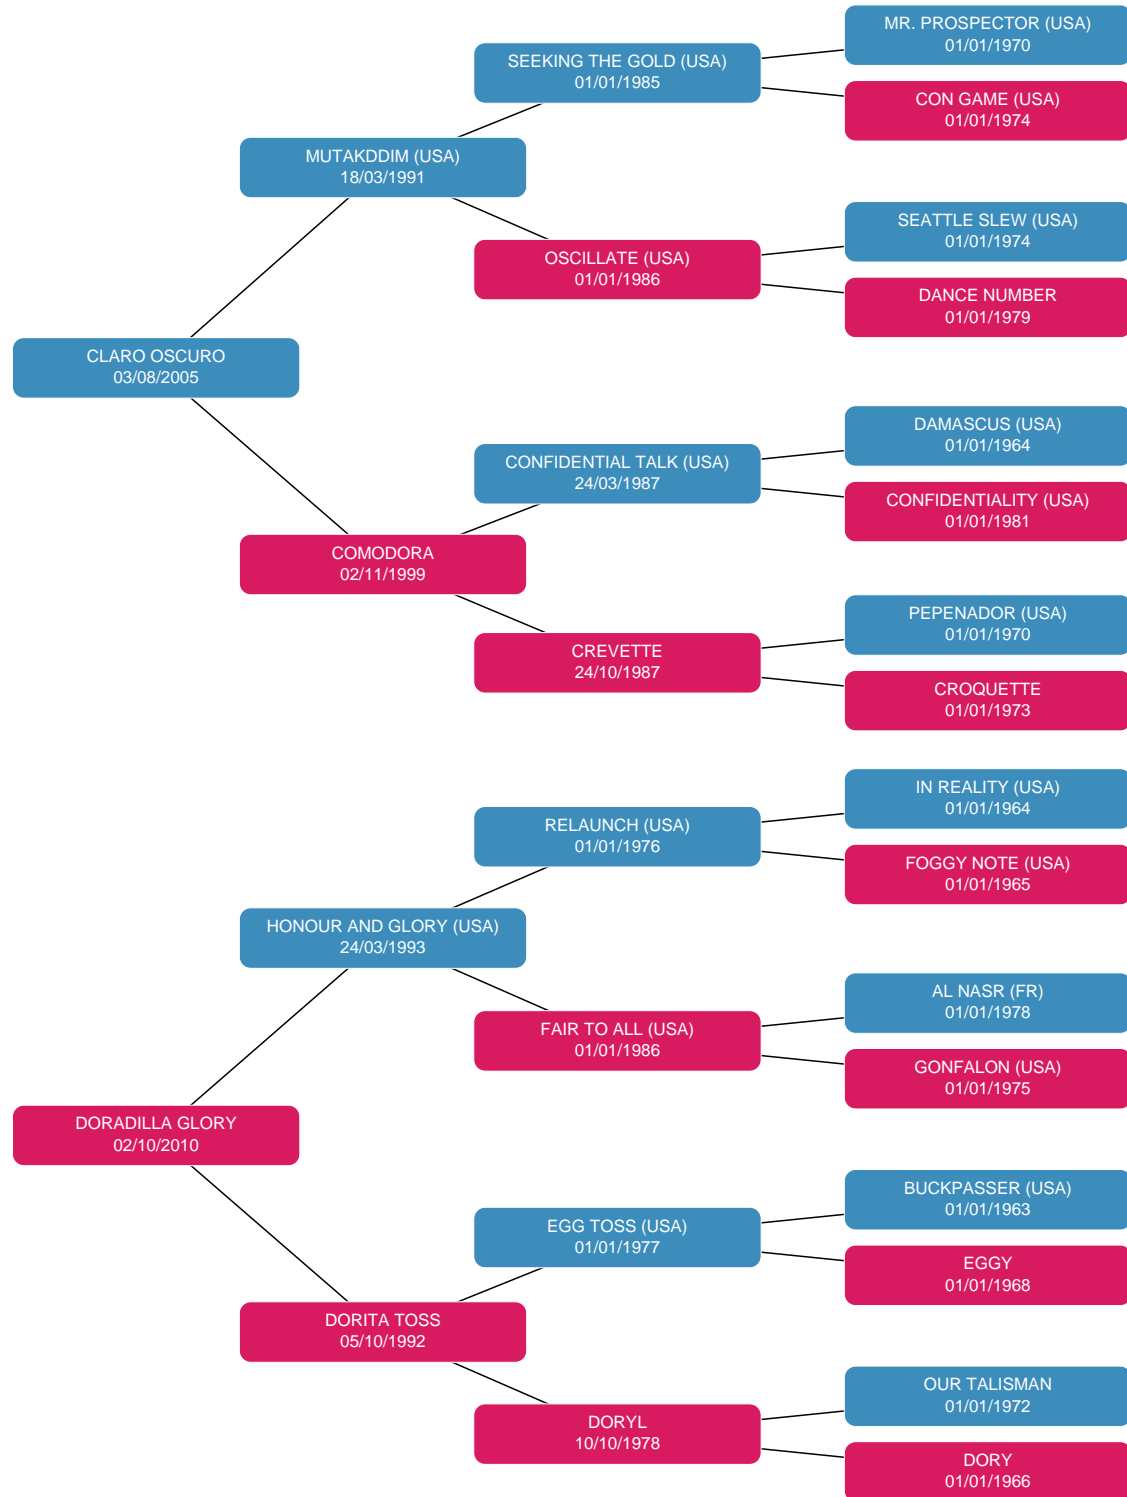 MR. PROSPECTOR (USA)
01/01/1970
SEEKING THE GOLD (USA)
01/01/1985
CON GAME (USA)
01/01/1974
MUTAKDDIM (USA)
18/03/1991
SEATTLE SLEW (USA)
01/01/1974
OSCILLATE (USA)
01/01/1986
DANCE NUMBER
01/01/1979
CLARO OSCURO
03/08/2005
DAMASCUS (USA)
01/01/1964
CONFIDENTIAL TALK (USA)
24/03/1987
CONFIDENTIALITY (USA)
01/01/1981
COMODORA
02/11/1999
PEPENADOR (USA)
01/01/1970
CREVETTE
24/10/1987
CROQUETTE
01/01/1973
IN REALITY (USA)
01/01/1964
RELAUNCH (USA)
01/01/1976
FOGGY NOTE (USA)
01/01/1965
HONOUR AND GLORY (USA)
24/03/1993
AL NASR (FR)
01/01/1978
FAIR TO ALL (USA)
01/01/1986
GONFALON (USA)
01/01/1975
DORADILLA GLORY
02/10/2010
BUCKPASSER (USA)
01/01/1963
EGG TOSS (USA)
01/01/1977
EGGY
01/01/1968
DORITA TOSS
05/10/1992
OUR TALISMAN
01/01/1972
DORYL
10/10/1978
DORY
01/01/1966